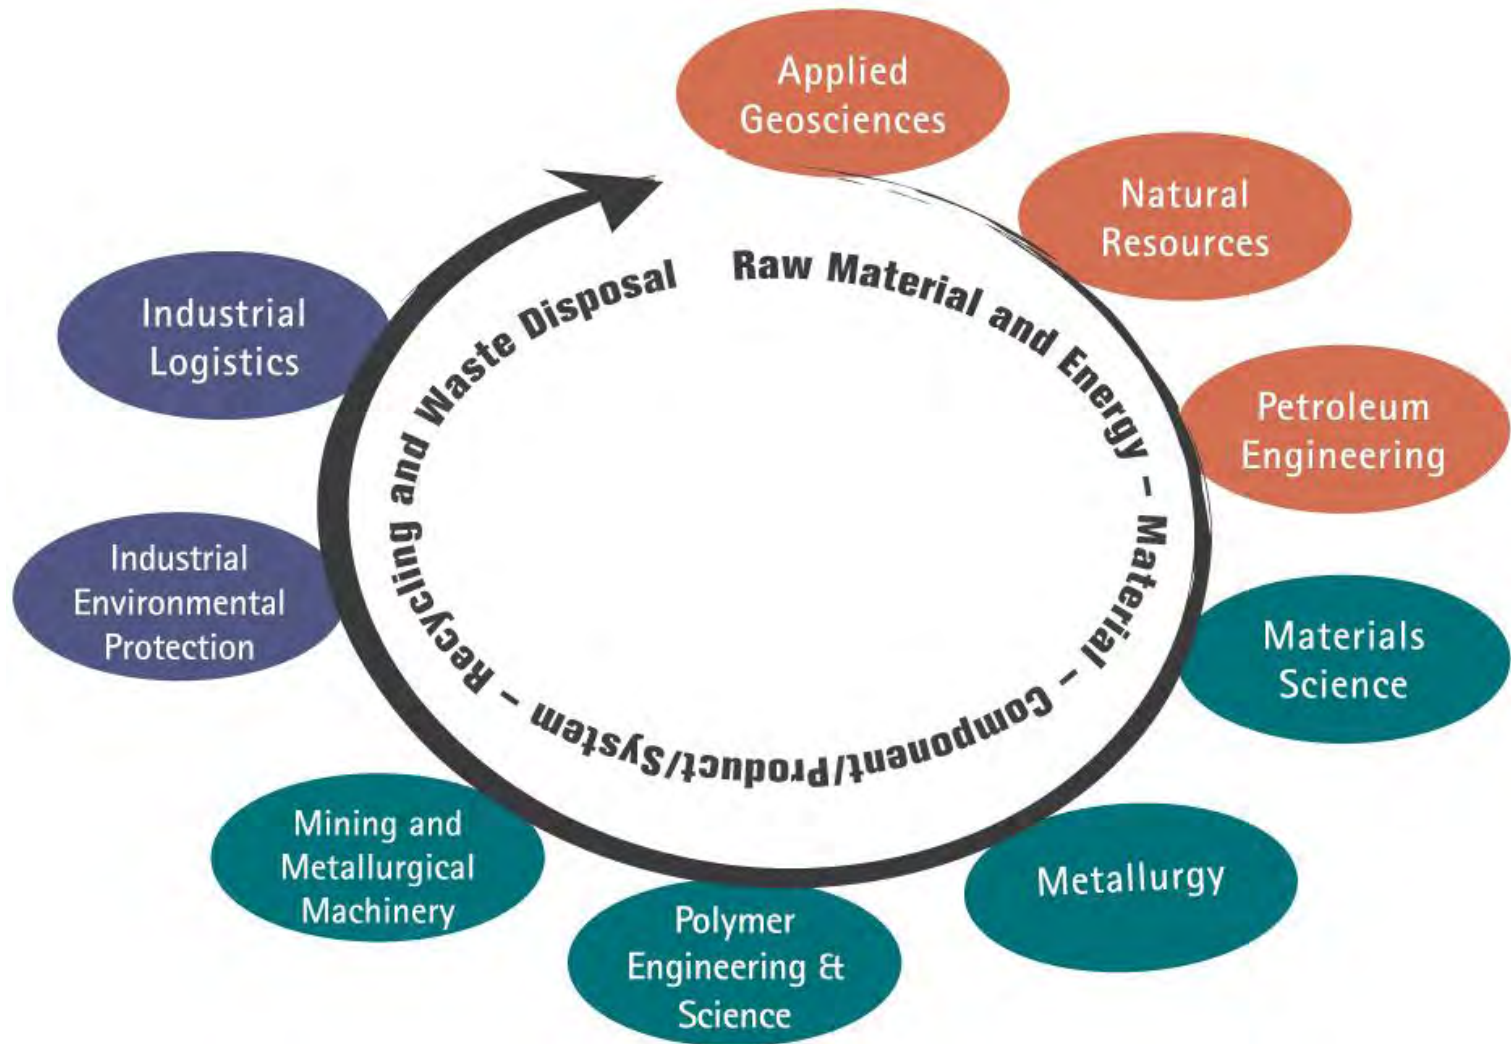 Applied
Geosciences
Natural
Resources
Petroleum
Engineering
Materials
Science
Metallurgy
Polymer
Engineering &
Science
Mining and
Metallurgical
Machinery
Industrial
Environmental
Protection
Industrial
Logistics
Raw Material and Energy – Material – Component/Product/System – Recycling and Waste Disposal